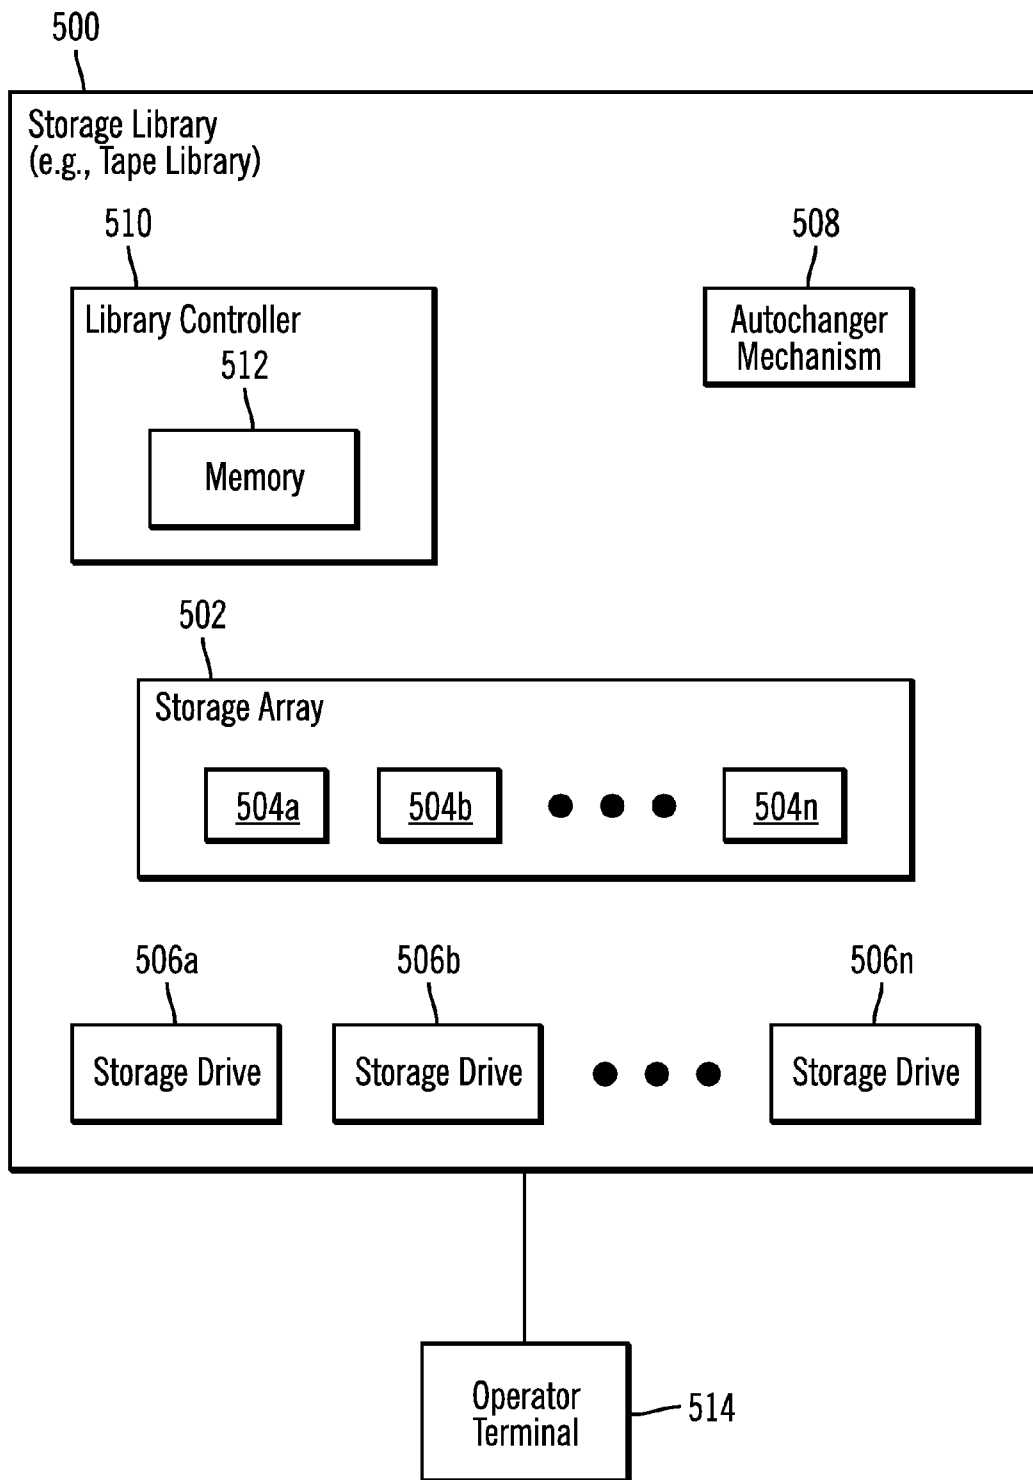 500
Storage Library
(e.g., Tape Library)
510
508
Library Controller
Autochanger
Mechanism
512
Memory
502
Storage Array
504a
504b
504n
506a
506b
506n
Storage Drive
Storage Drive
Storage Drive
Operator
Terminal
514